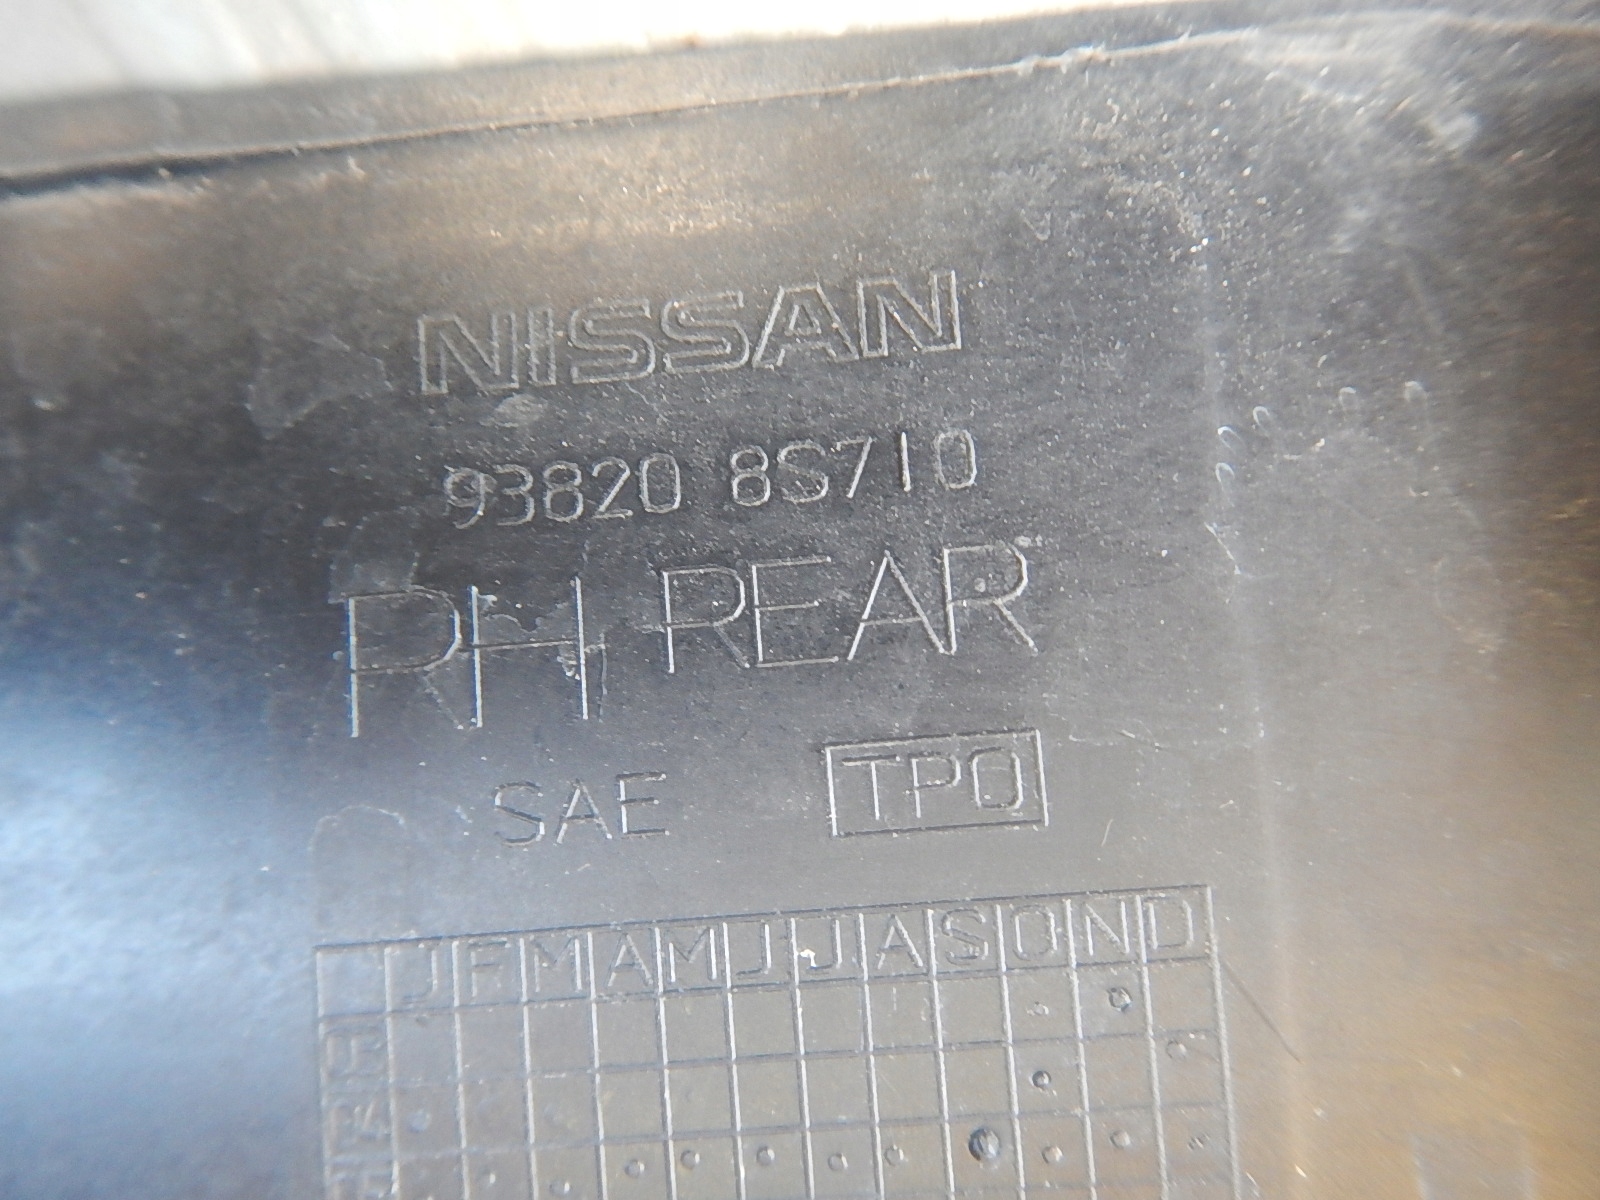 NISSAN
93820 8S710
RH REAR
SAE TPO
J F M A M J J A S O N D